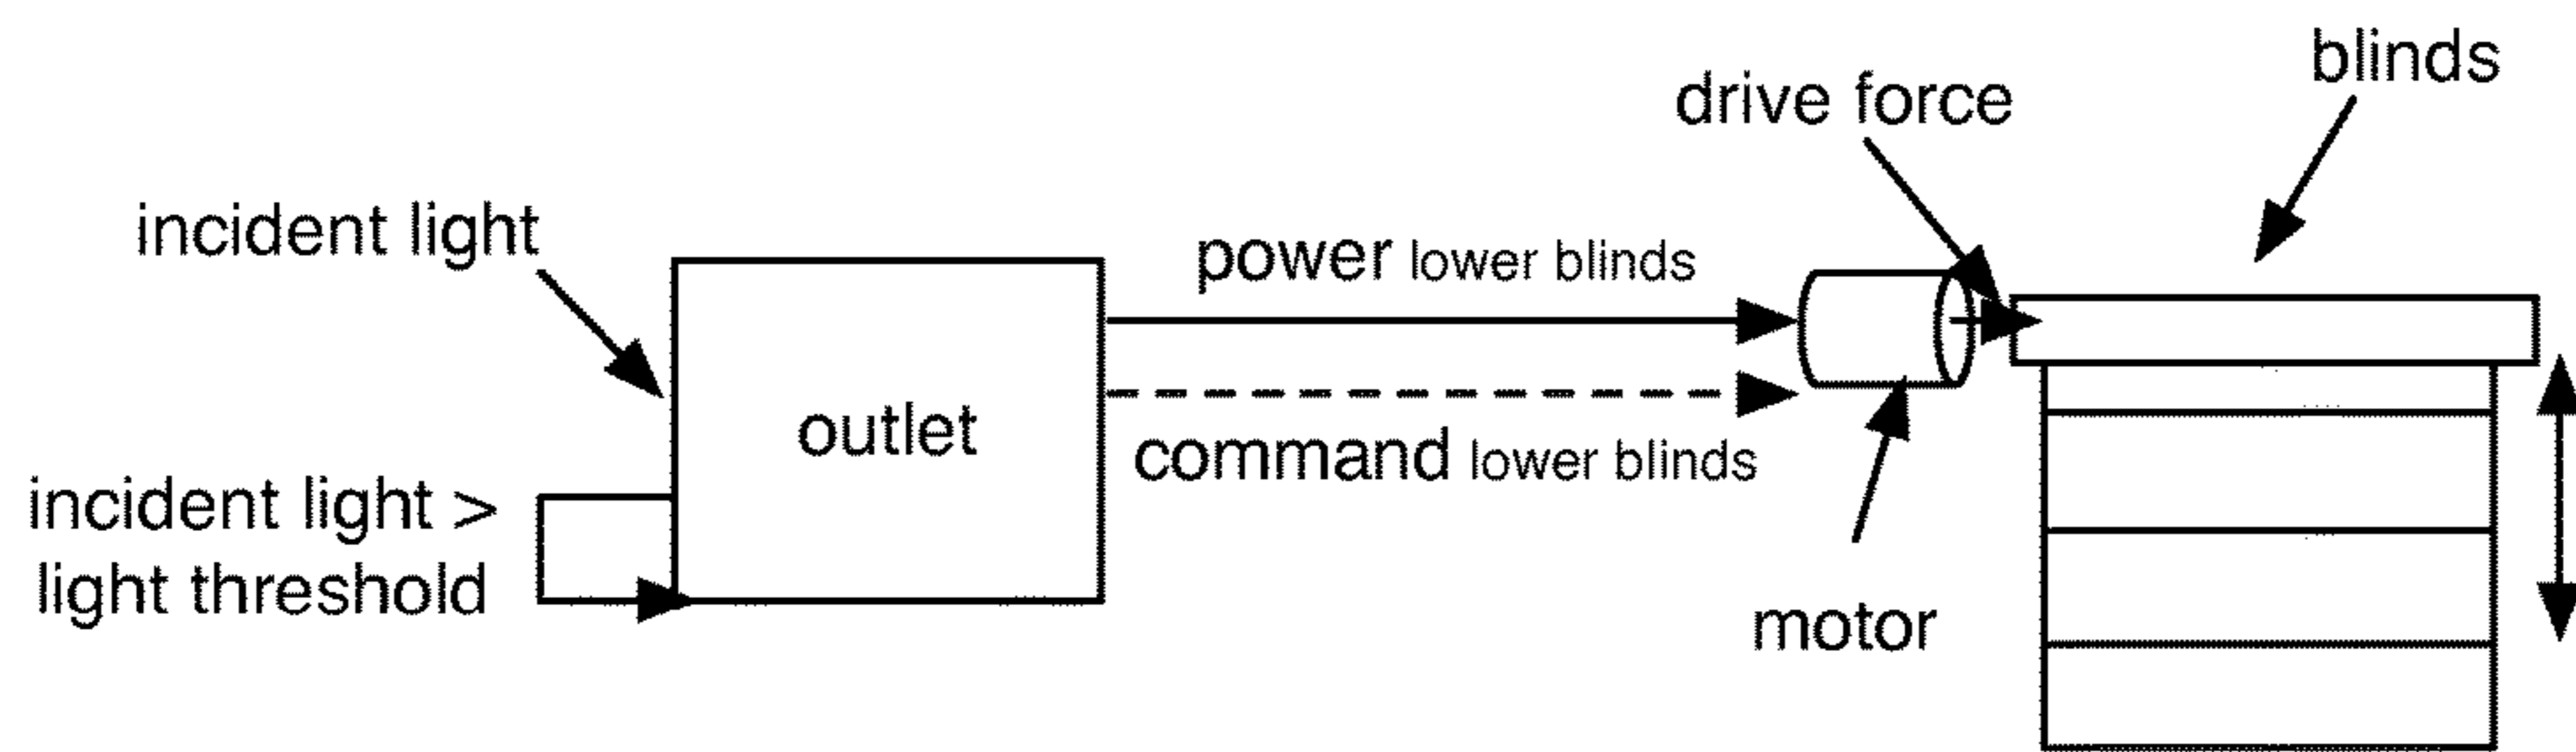 blinds
drive force
incident light
power lower blinds
outlet
command lower blinds
incident light >
light threshold
motor